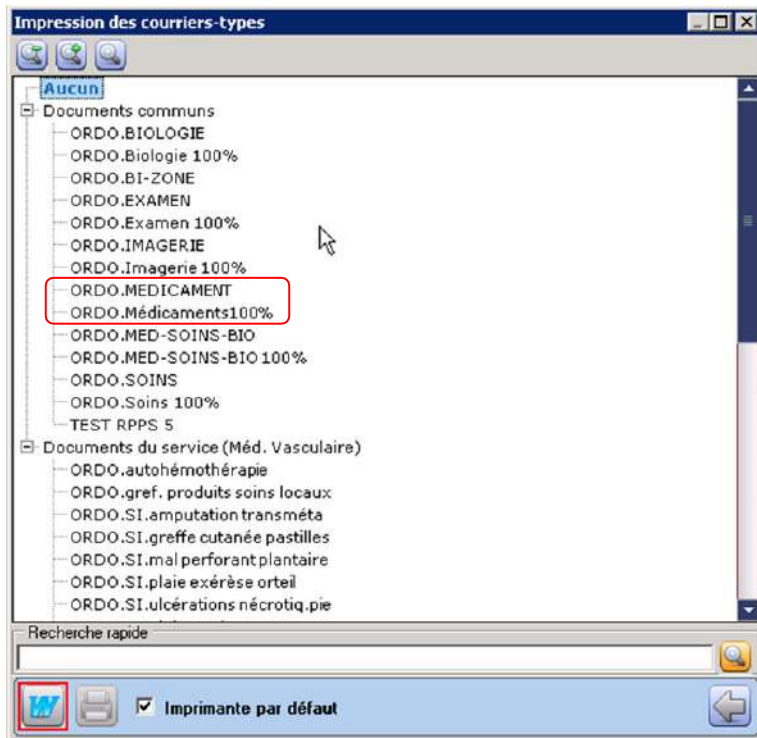 Impression des courriers-types
Aucun
Documents communs
ORDO.BIOLOGIE
ORDO.Biologie 100%
ORDO.BI-ZONE
ORDO.EXAMEN
ORDO.Examen 100%
ORDO.IMAGERIE
ORDO.Imagerie 100%
ORDO.MEDICAMENT
ORDO.Médicaments100%
ORDO.MED-SOINS-BIO
ORDO.MED-SOINS-BIO 100%
ORDO.SOINS
ORDO.Soins 100%
TEST RPPS 5
Documents du service (Méd. Vasculaire)
ORDO.autohémothérapie
ORDO.gref. produits soins locaux
ORDO.SI.amputation transméta
ORDO.SI.greffe cutanée pastilles
ORDO.SI.mal perforant plantaire
ORDO.SI.plaie exérèse orteil
ORDO.SI.ulcérations nécrotiq.pie
Recherche rapide
W Imprimante par défaut